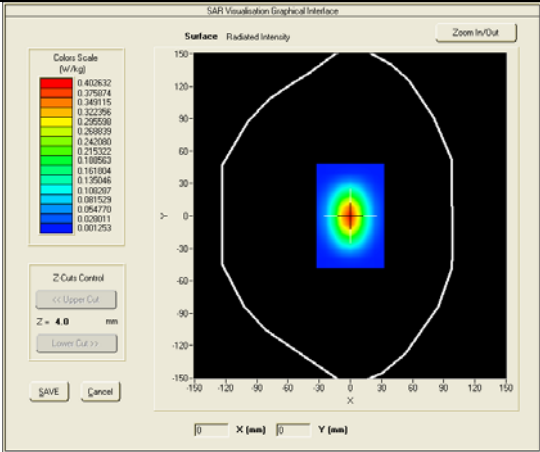 SAR Visualisation Graphical Interface
Surface Radiated Intensity
Zoom In/Out
Colors Scale
(W/kg)
0.402632
0.375874
0.349115
0.322356
0.295598
0.268839
0.242080
0.215322
0.188563
0.161804
0.135046
0.108287
0.081529
0.054770
0.028011
0.001253
Z-Cuts Control
<< Upper Cut
Z = 4.0 mm
Lower Cut >>
SAVE Cancel
150
120
90
60
30
Y 0
-30
-60
-90
-120
-150
-150 -120 -90 -60 -30 0 30 60 90 120 150
X
0 X (mm) 0 Y (mm)